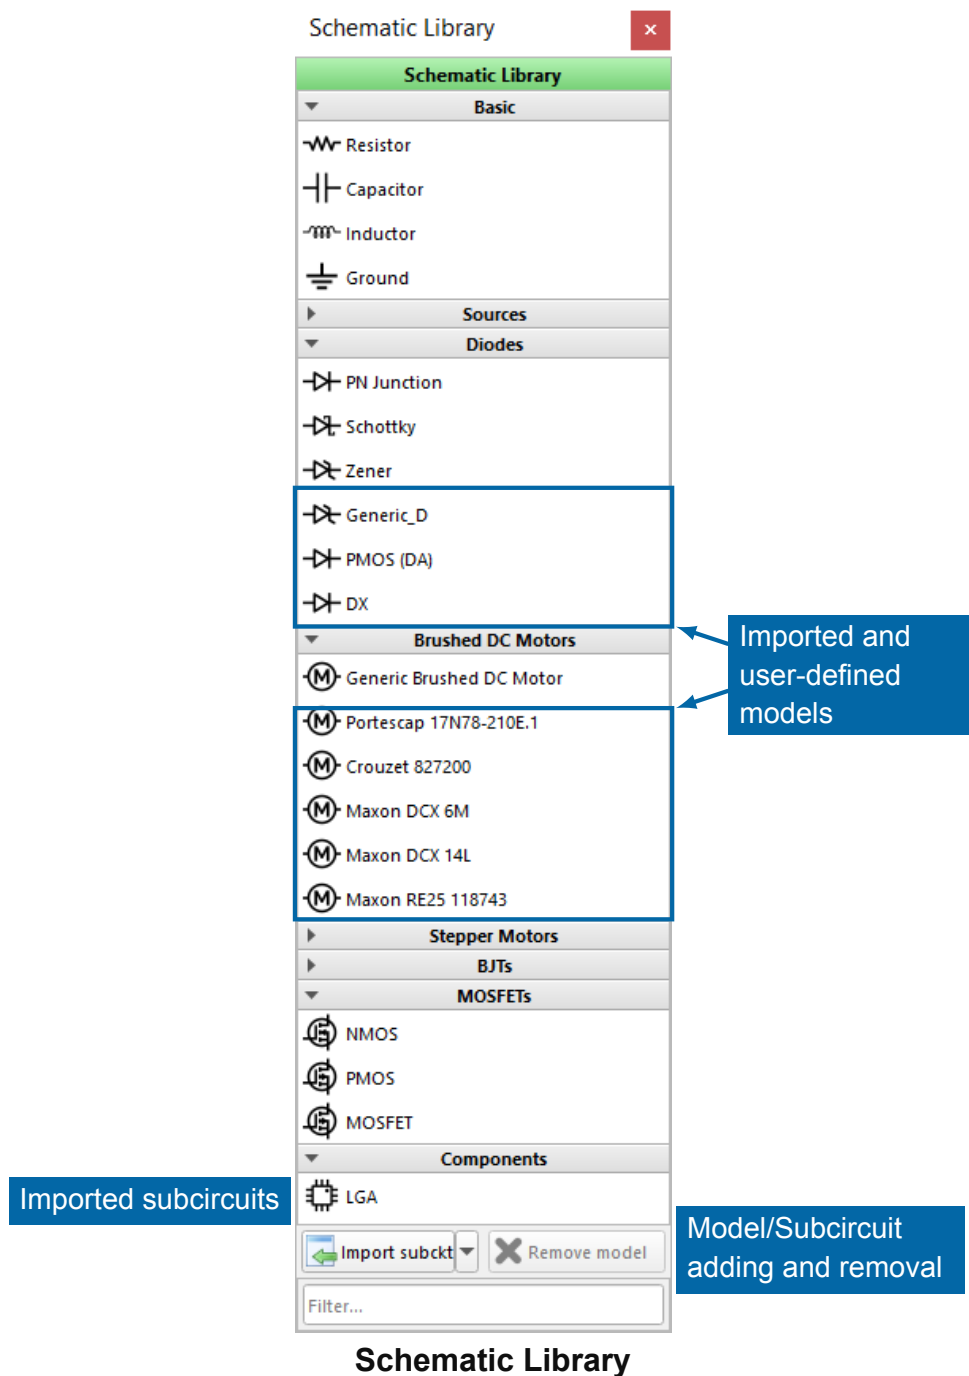 Schematic Library
×
Schematic Library
Basic
Resistor
Capacitor
Inductor
Ground
Sources
Diodes
PN Junction
Schottky
Zener
Generic_D
PMOS (DA)
DX
Imported and
user-defined
models
Brushed DC Motors
M Generic Brushed DC Motor
M Portescap 17N78-210E.1
M Crouzet 827200
M Maxon DCX 6M
M Maxon DCX 14L
M Maxon RE25 118743
Stepper Motors
BJTs
MOSFETs
NMOS
PMOS
MOSFET
Components
Imported subcircuits
LGA
Import subckt
Remove model
Model/Subcircuit
adding and removal
Filter...
Schematic Library